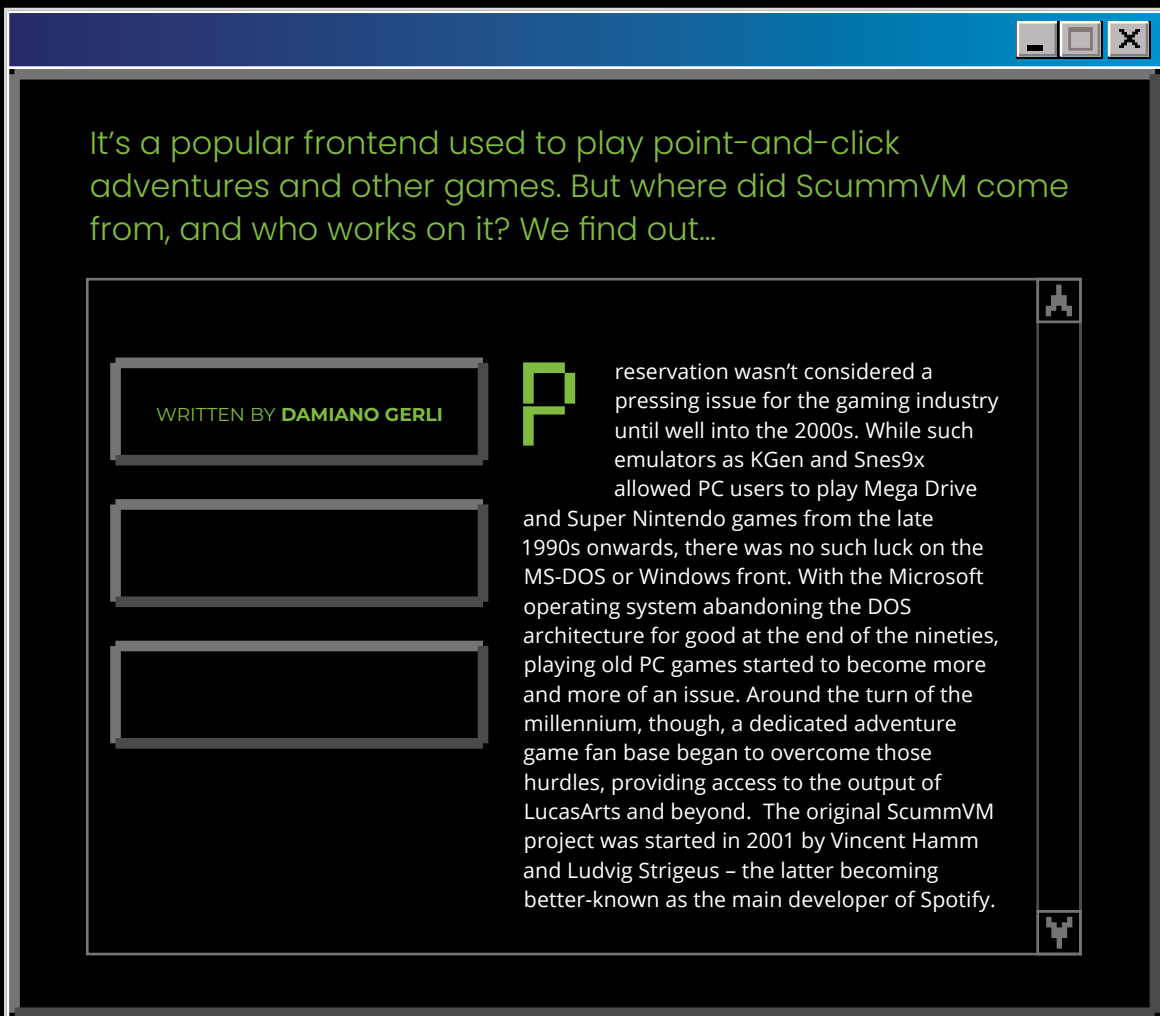 It’s a popular frontend used to play point-and-click
adventures and other games. But where did ScummVM come
from, and who works on it? We find out…
WRITTEN BY DAMIANO GERLI
Preservation wasn’t considered a
pressing issue for the gaming industry
until well into the 2000s. While such
emulators as KGen and Snes9x
allowed PC users to play Mega Drive
and Super Nintendo games from the late
1990s onwards, there was no such luck on the
MS-DOS or Windows front. With the Microsoft
operating system abandoning the DOS
architecture for good at the end of the nineties,
playing old PC games started to become more
and more of an issue. Around the turn of the
millennium, though, a dedicated adventure
game fan base began to overcome those
hurdles, providing access to the output of
LucasArts and beyond.  The original ScummVM
project was started in 2001 by Vincent Hamm
and Ludvig Strigeus – the latter becoming
better-known as the main developer of Spotify.